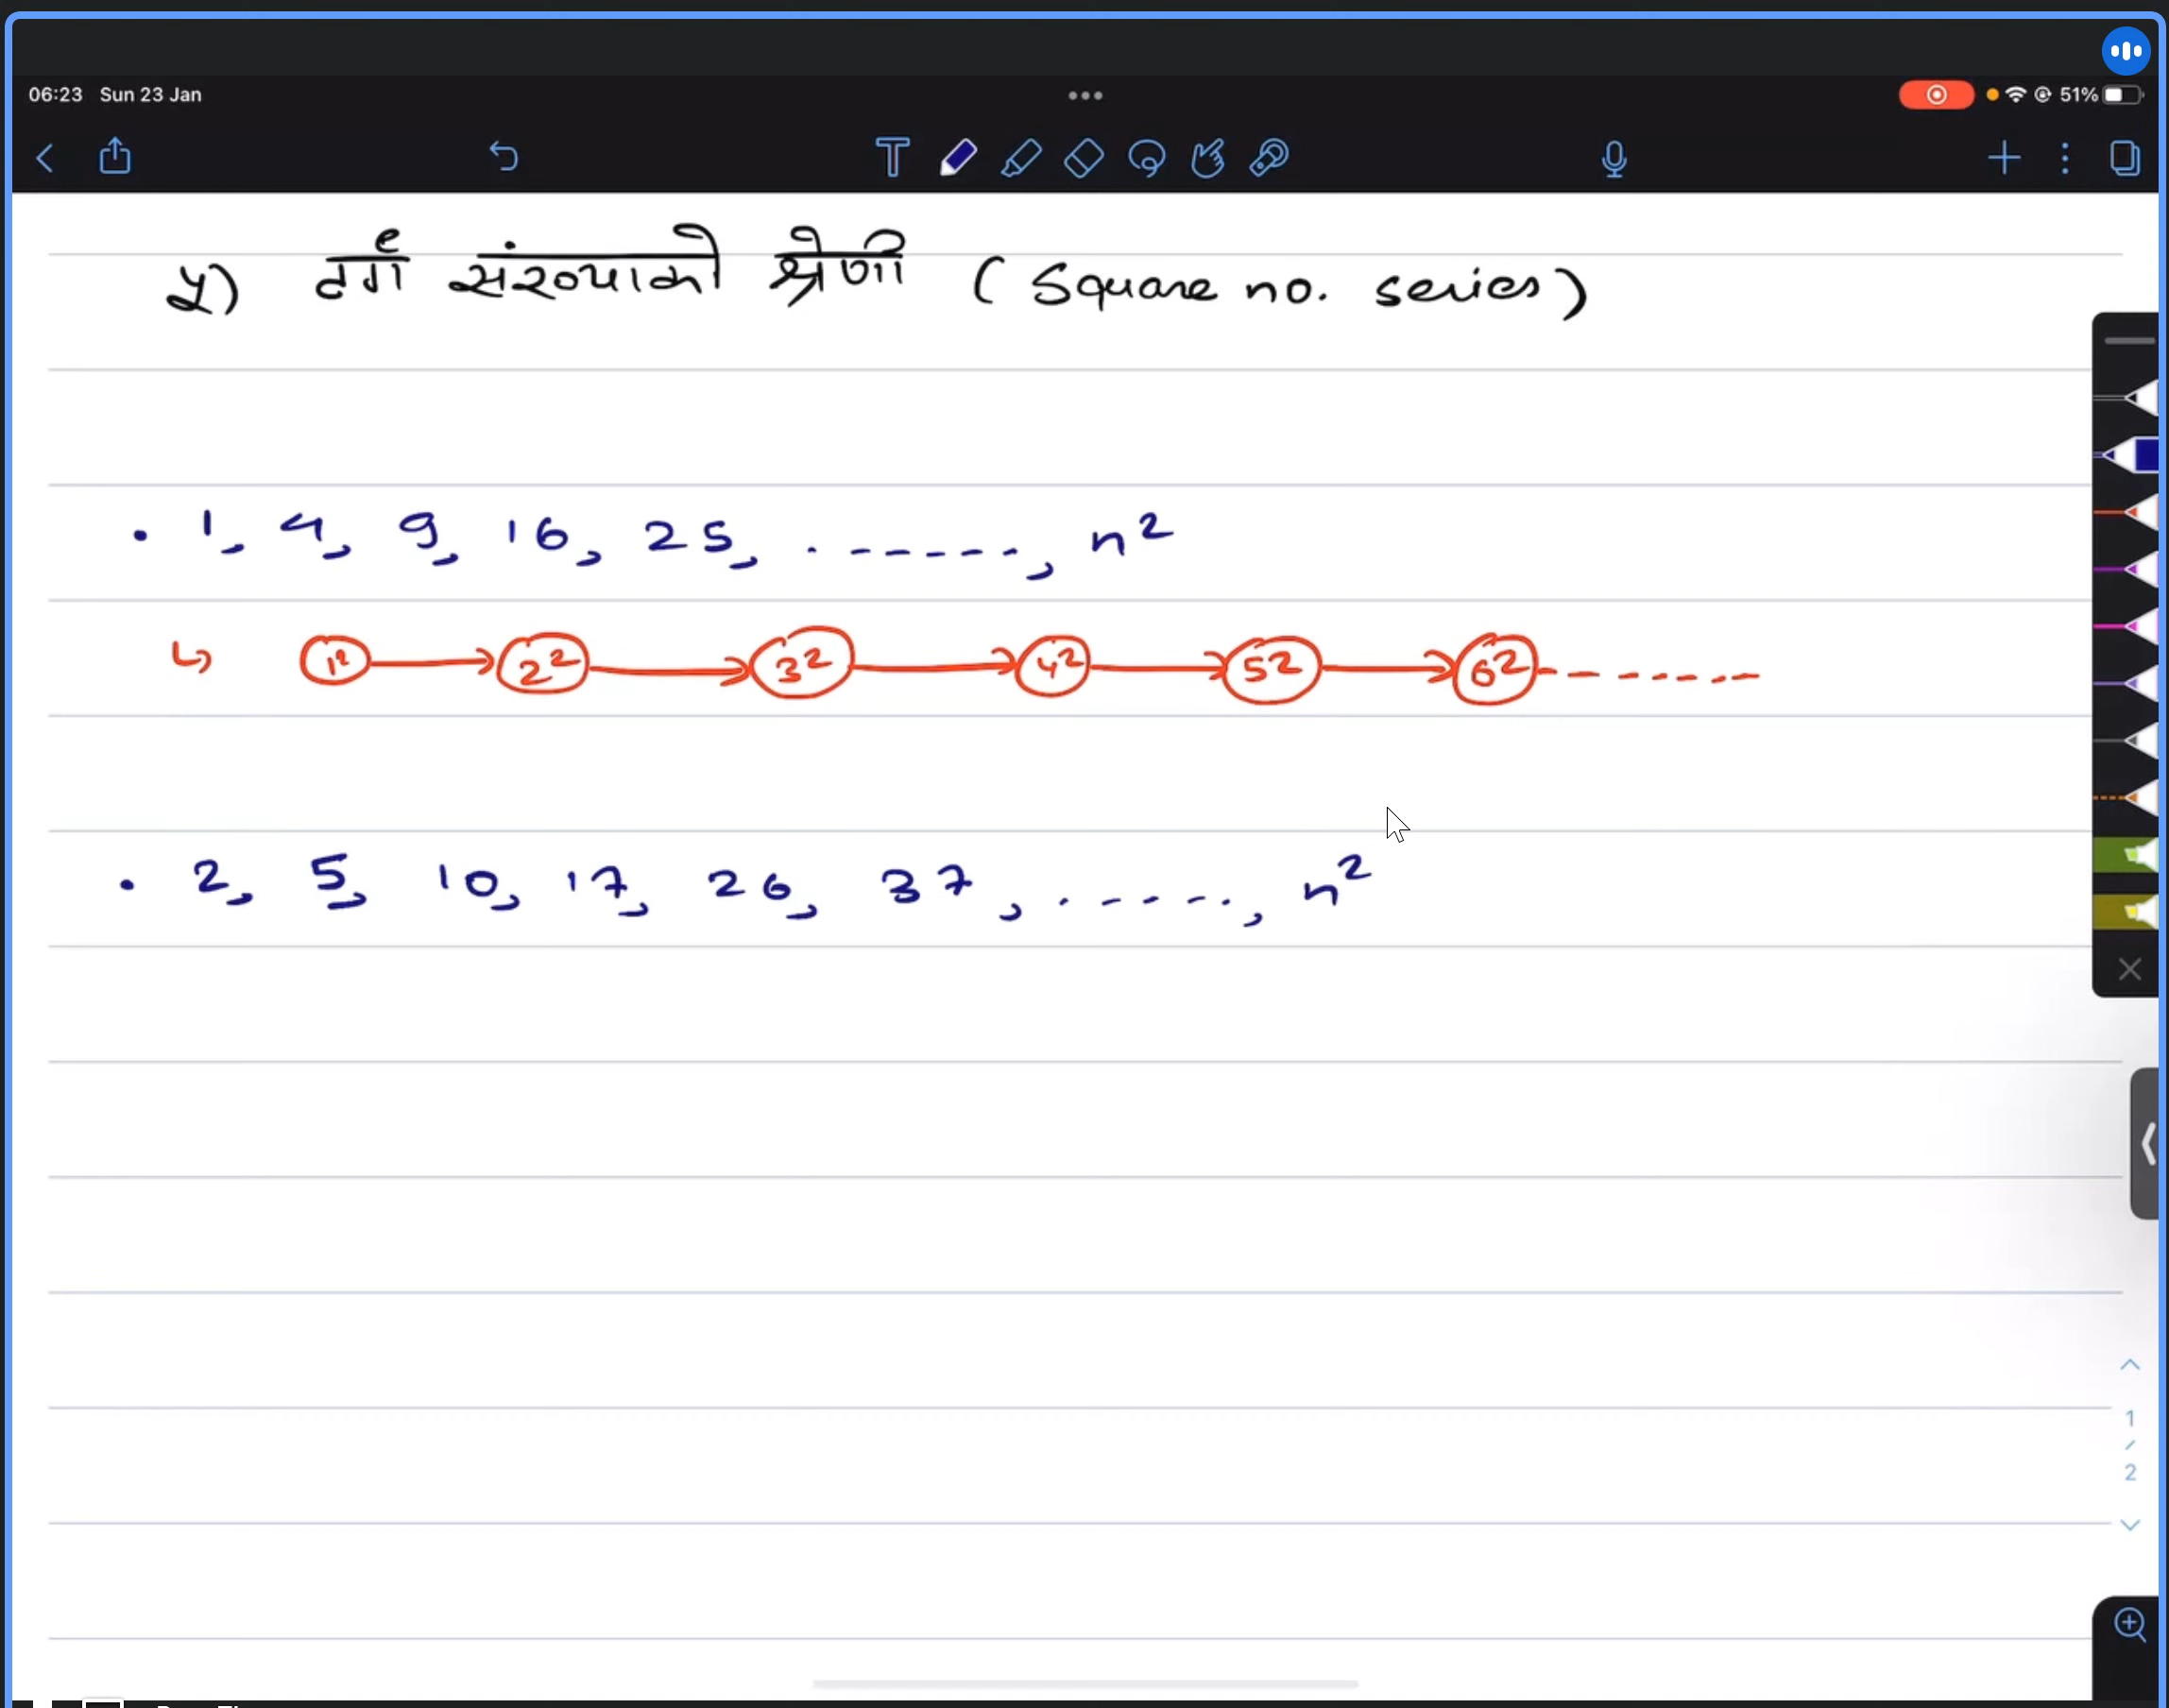 06:23 Sun 23 Jan
51%
५) वर्ग संख्याको श्रेणी (Square no. series)
• 1, 4, 9, 16, 25, . - - - - - , n²
↳ 1² → 2² → 3² → 4² → 5² → 6² - - - - - - -
• 2, 5, 10, 17, 26, 37, . - - - - . , n²
1
/
2